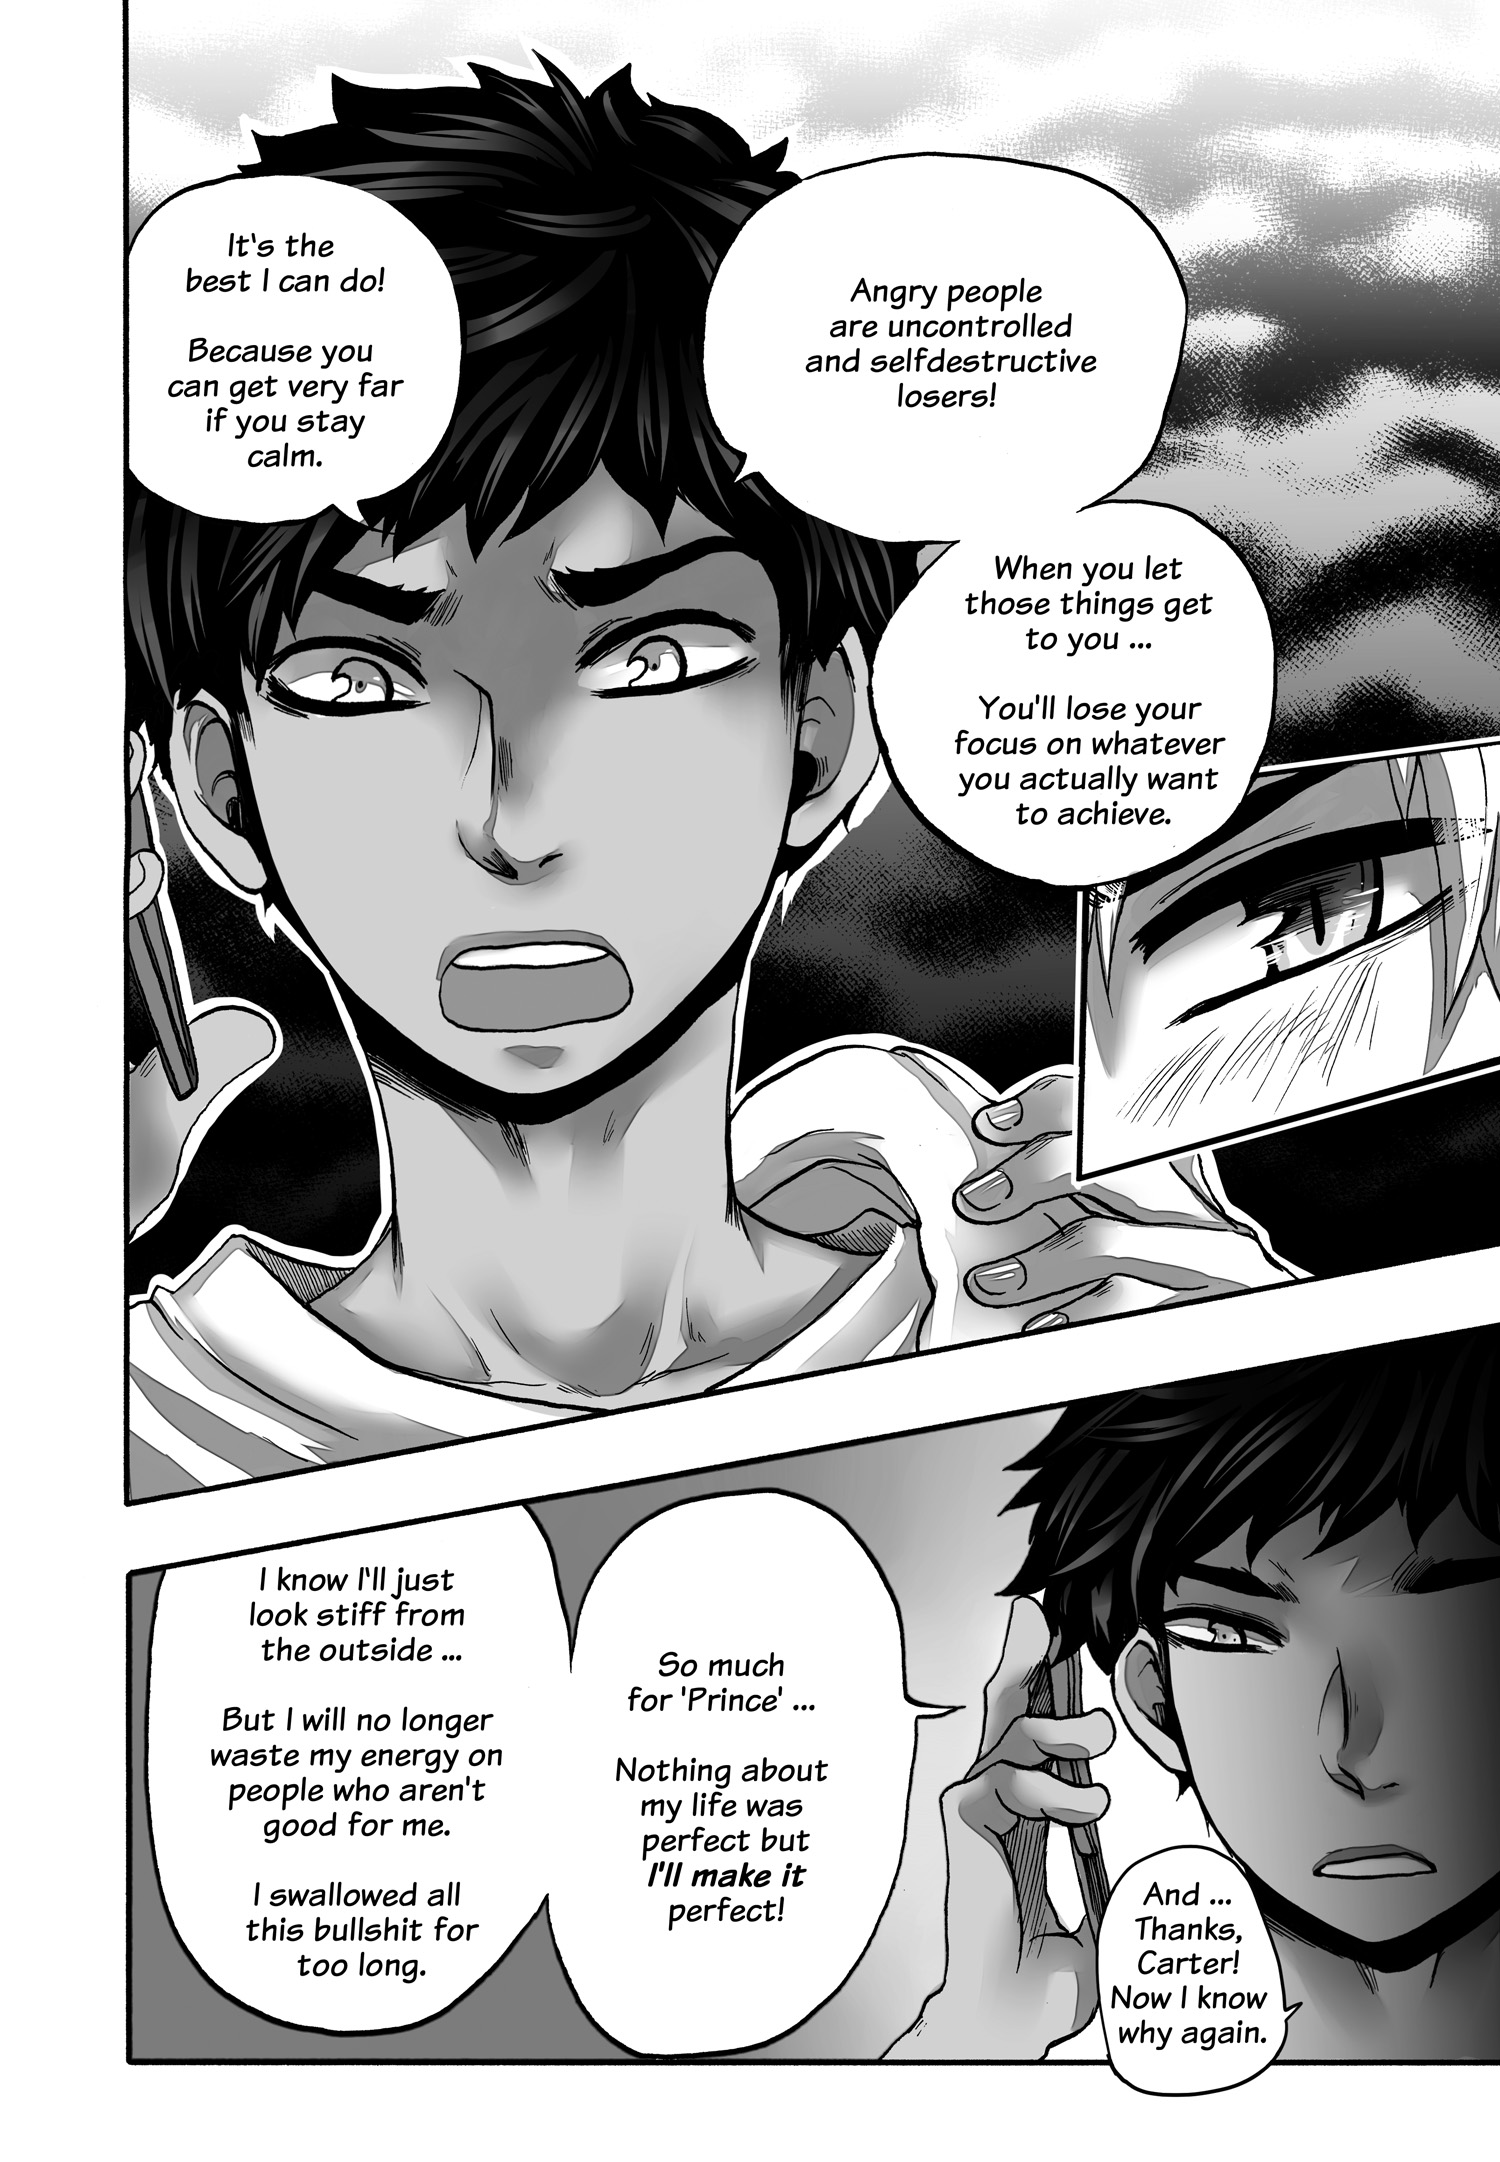 It's the
best I can do!
Because you
can get very far
if you stay
calm.
Angry people
are uncontrolled
and selfdestructive
losers!
When you let
those things get
to you ...
You'll lose your
focus on whatever
you actually want
to achieve.
I know I'll just
look stiff from
the outside ...
But I will no longer
waste my energy on
people who aren't
good for me.
I swallowed all
this bullshit for
too long.
So much
for 'Prince' ...
Nothing about
my life was
perfect but
I'll make it
perfect!
And ...
Thanks,
Carter!
Now I know
why again.